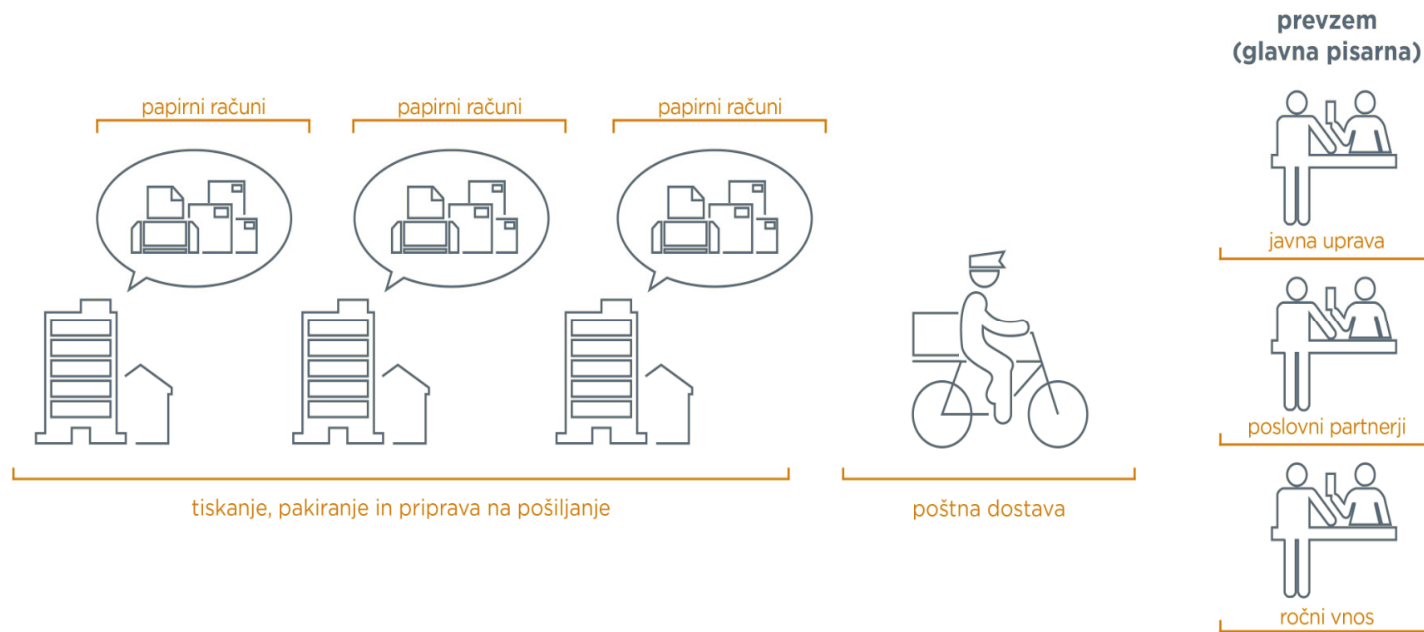 prevzem
(glavna pisarna)
papirni računi
papirni računi
papirni računi
javna uprava
poslovni partnerji
tiskanje, pakiranje in priprava na pošiljanje
poštna dostava
ročni vnos